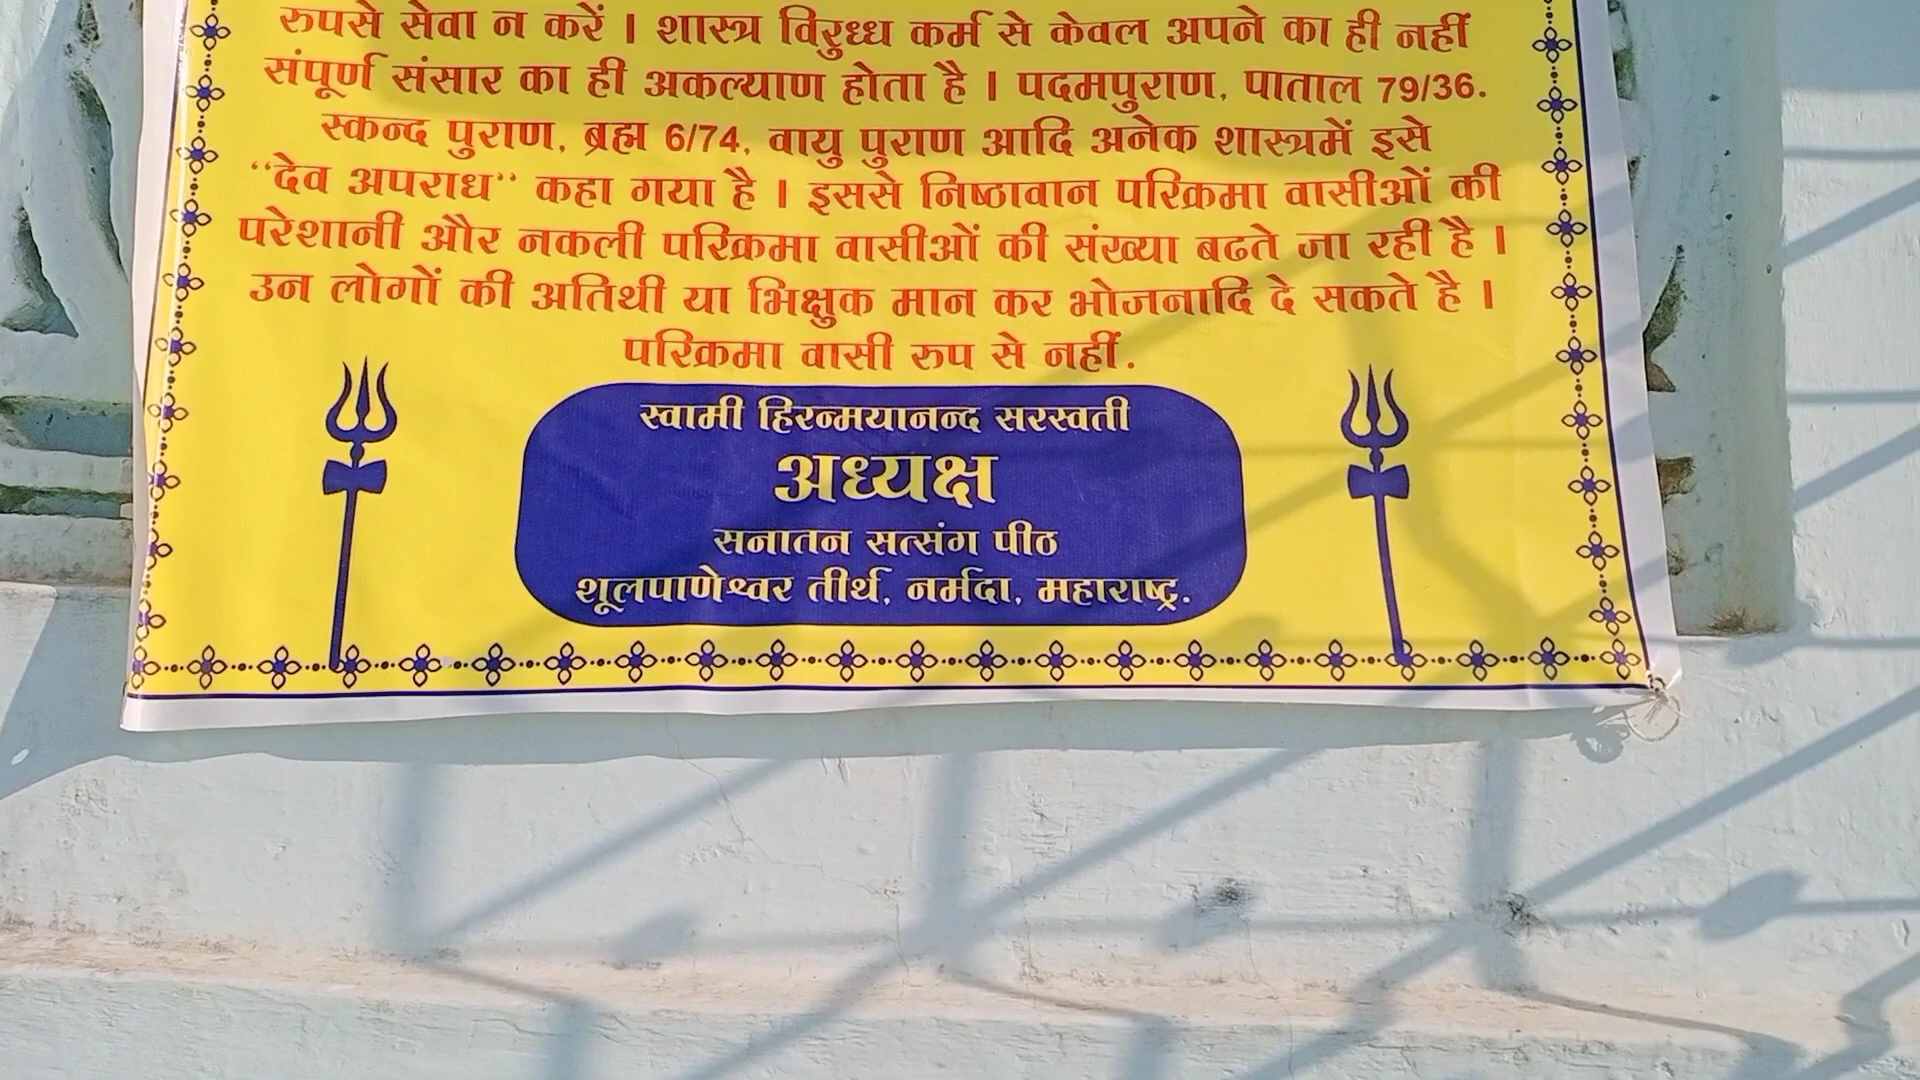 रुपसे सेवा न करें । शास्त्र विरुध्ध कर्म से केवल अपने का ही नहीं
संपूर्ण संसार का ही अकल्याण होता है । पदमपुराण, पाताल 79/36.
स्कन्द पुराण, ब्रह्म 6/74, वायु पुराण आदि अनेक शास्त्रमें इसे
“देव अपराध” कहा गया है । इससे निष्ठावान परिक्रमा वासीओं की
परेशानी और नकली परिक्रमा वासीओं की संख्या बढते जा रही है ।
उन लोगों की अतिथी या भिक्षुक मान कर भोजनादि दे सकते है ।
परिक्रमा वासी रुप से नहीं.
स्वामी हिरन्मयानन्द सरस्वती
अध्यक्ष
सनातन सत्संग पीठ
शूलपाणेश्वर तीर्थ, नर्मदा, महाराष्ट्र.